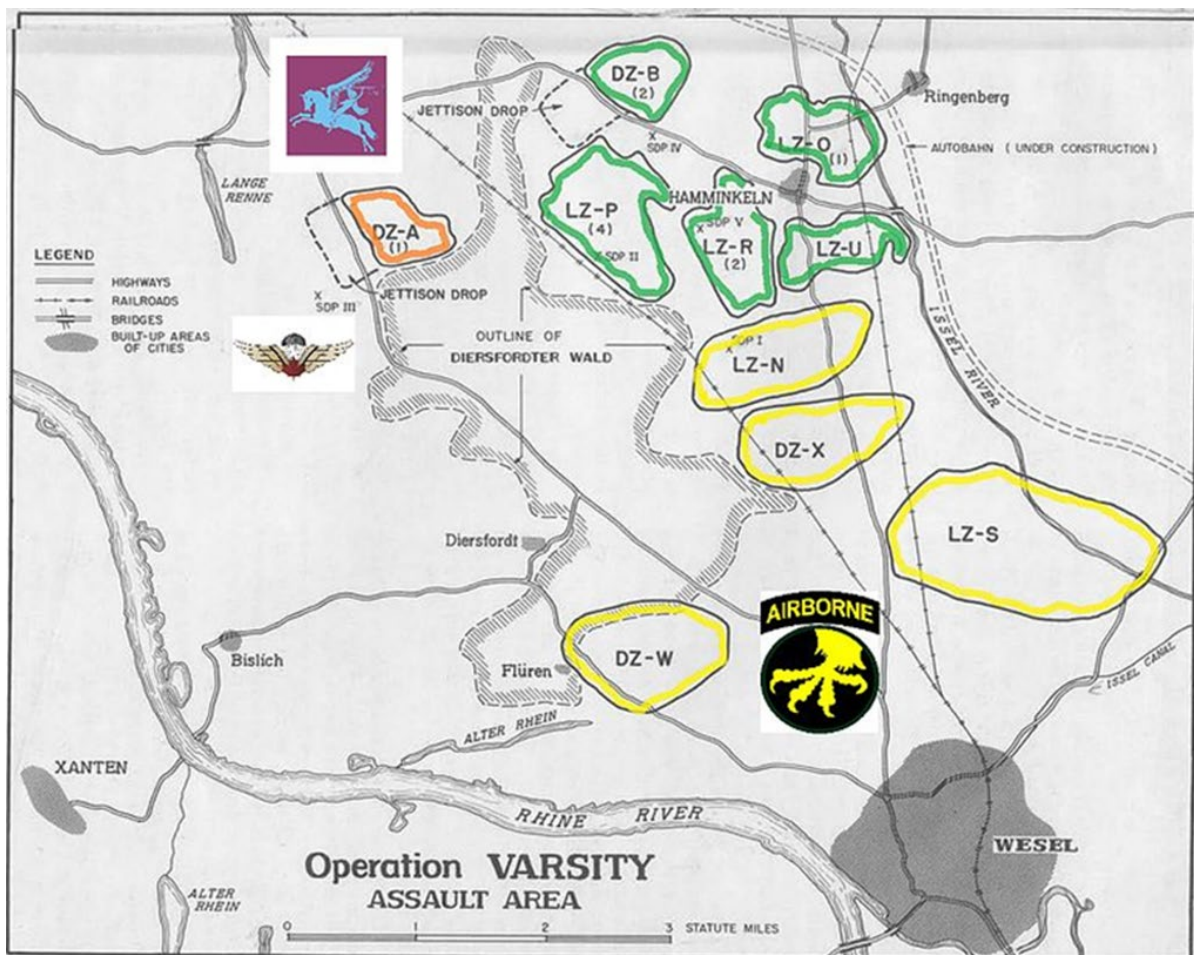 DZ-B
(2)
JETTISON DROP
x
SDP IV
Ringenberg
LZ-O
(1)
AUTOBAHN ( UNDER CONSTRUCTION )
LANGE
RENNE
DZ-A
(1)
LZ-P
(4)
x SDP II
HAMMINKELN
x SDP V
LZ-R
(2)
LZ-U
LEGEND
HIGHWAYS
RAILROADS
BRIDGES
BUILT-UP AREAS
OF CITIES
x
SDP III
JETTISON DROP
OUTLINE OF
DIERSFORDTER WALD
SDP I
x
LZ-N
ISSEL RIVER
DZ-X
LZ-S
Diersfordt
AIRBORNE
Bislich
Flüren
DZ-W
ISSEL CANAL
ALTER RHEIN
XANTEN
RHINE RIVER
WESEL
Operation VARSITY
ASSAULT AREA
ALTER
RHEIN
0 1 2 3 STATUTE MILES